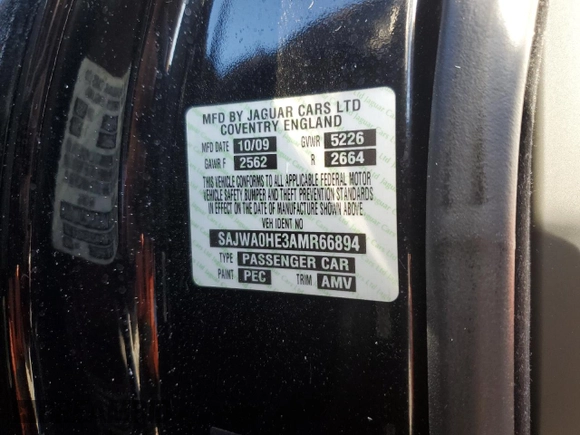 MFD BY JAGUAR CARS LTD
COVENTRY ENGLAND
MFD DATE 10/09 GVWR 5226
GAWR F 2562 R 2664
THIS VEHICLE CONFORMS TO ALL APPLICABLE FEDERAL MOTOR
VEHICLE SAFETY BUMPER AND THEFT PREVENTION STANDARDS
IN EFFECT ON THE DATE OF MANUFACTURE SHOWN ABOVE.
VEH IDENT NO
SAJWA0HE3AMR66894
TYPE PASSENGER CAR
PAINT PEC TRIM AMV